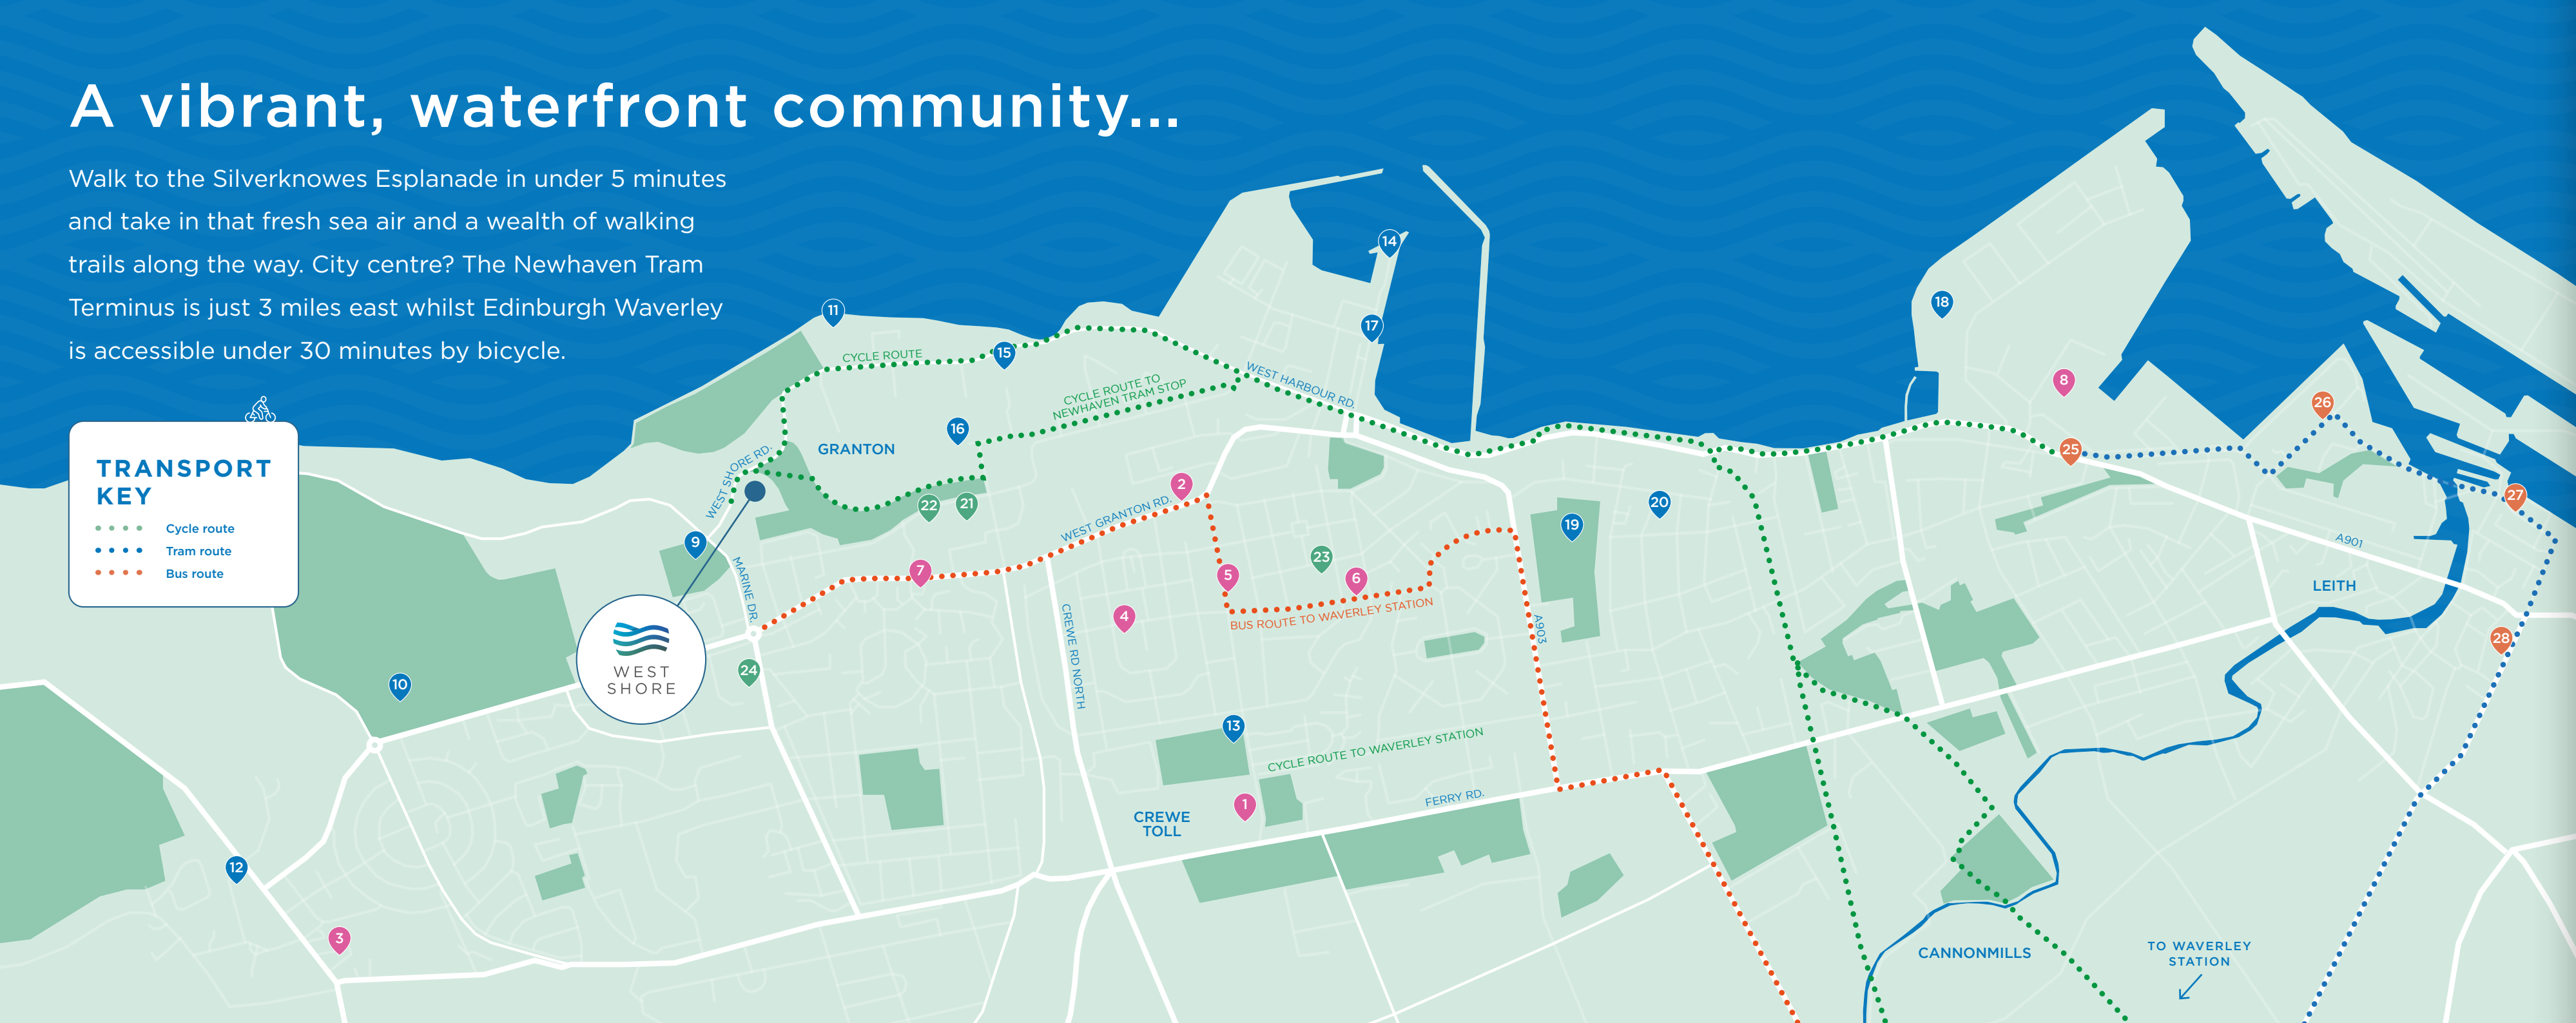 A vibrant, waterfront community...
Walk to the Silverknowes Esplanade in under 5 minutes
and take in that fresh sea air and a wealth of walking
trails along the way. City centre? The Newhaven Tram
Terminus is just 3 miles east whilst Edinburgh Waverley
is accessible under 30 minutes by bicycle.
TRANSPORT
KEY
Cycle route
Tram route
Bus route
14
11
18
17
CYCLE ROUTE
15
CYCLE ROUTE TO
NEWHAVEN TRAM STOP
WEST HARBOUR RD.
8
26
16
GRANTON
25
WEST SHORE RD.
2
27
22
21
WEST GRANTON RD.
20
19
9
A901
7
5
23
6
MARINE DR.
4
CREWE RD NORTH
BUS ROUTE TO WAVERLEY STATION
A903
LEITH
28
WEST
SHORE
24
10
13
CYCLE ROUTE TO WAVERLEY STATION
1
FERRY RD.
CREWE
TOLL
12
3
CANNONMILLS
TO WAVERLEY
STATION